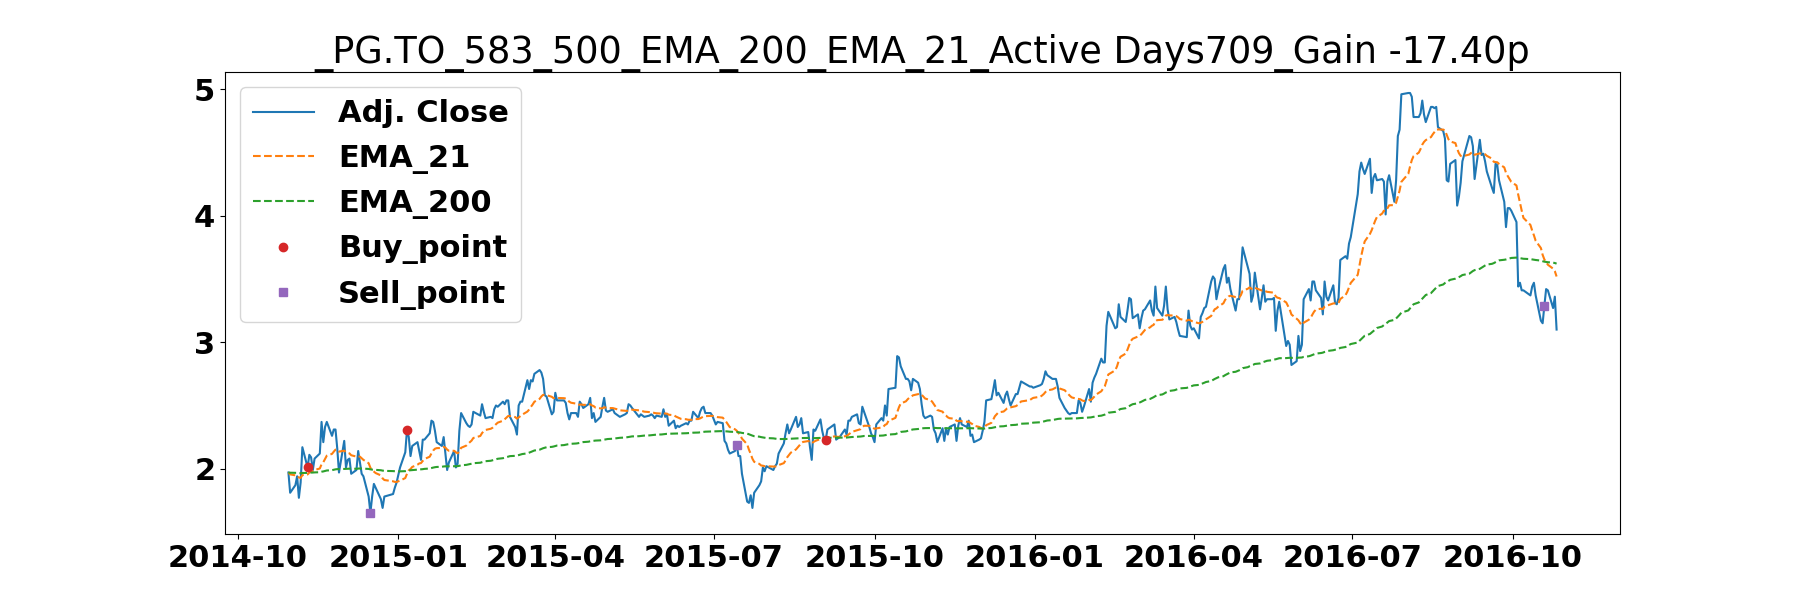 _PG.TO_583_500_EMA_200_EMA_21_Active Days709_Gain -17.40p
5
4
3
2
Adj. Close
EMA_21
EMA_200
Buy_point
Sell_point
2014-10 2015-01 2015-04 2015-07 2015-10 2016-01 2016-04 2016-07 2016-10